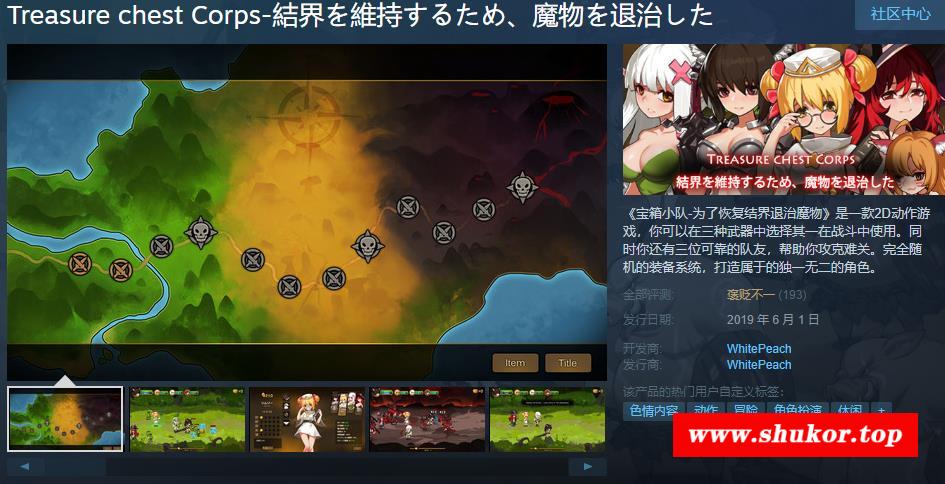 Treasure chest Corps-結界を維持するため、魔物を退治した
社区中心
TREASURE CHEST CORPS
結界を維持するため、魔物を退治した
《宝箱小队-为了恢复结界退治魔物》是一款2D动作游
戏，你可以在三种武器中选择其一在战斗中使用。同
时你还有三位可靠的队友，帮助你攻克难关。完全随
机的装备系统，打造属于的独一无二的角色。
全部评测: 褒贬不一 (193)
发行日期: 2019 年 6 月 1 日
开发商: WhitePeach
发行商: WhitePeach
该产品的热门用户自定义标签:
色情内容 动作 冒险 角色扮演 休闲 +
Item Title
www.shukor.top